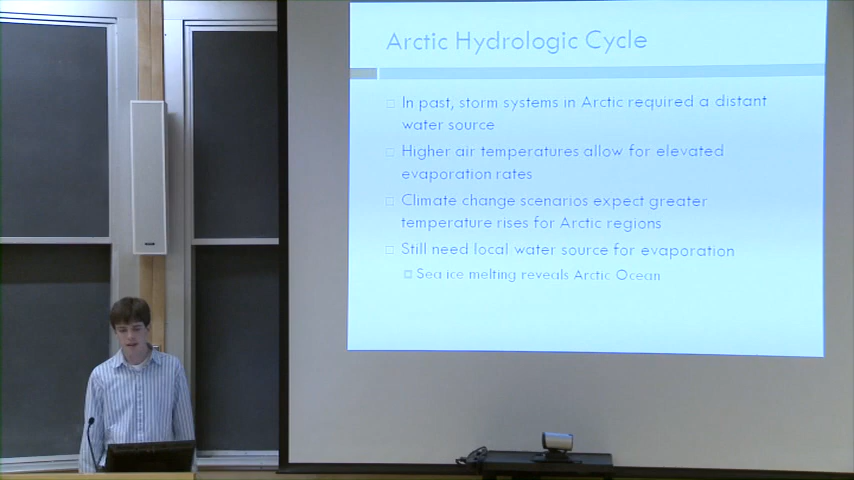 Arctic Hydrologic Cycle
In past, storm systems in Arctic required a distant
water source
Higher air temperatures allow for elevated
evaporation rates
Climate change scenarios expect greater
temperature rises for Arctic regions
Still need local water source for evaporation
Sea ice melting reveals Arctic Ocean